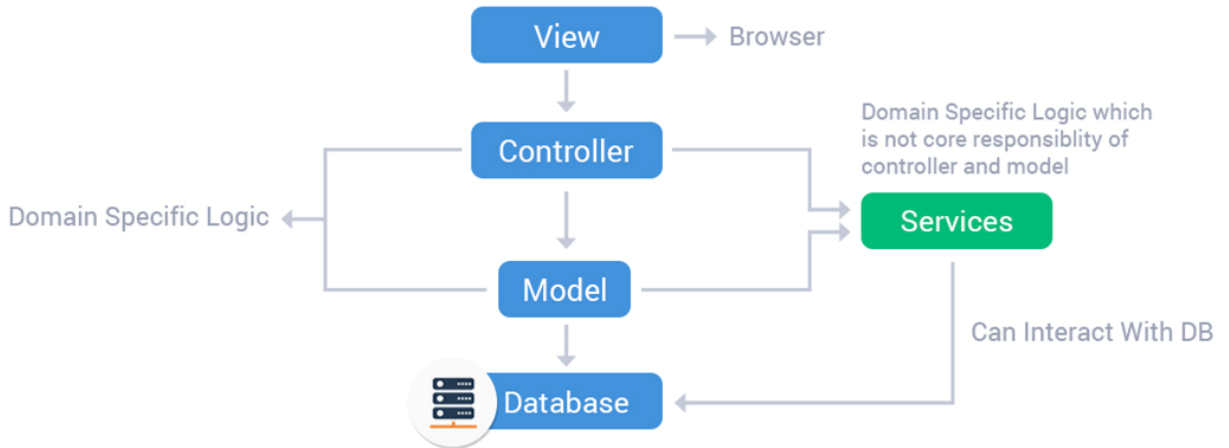 View
Browser
Domain Specific Logic which
is not core responsiblity of
controller and model
Controller
Domain Specific Logic
Services
Model
Can Interact With DB
Database